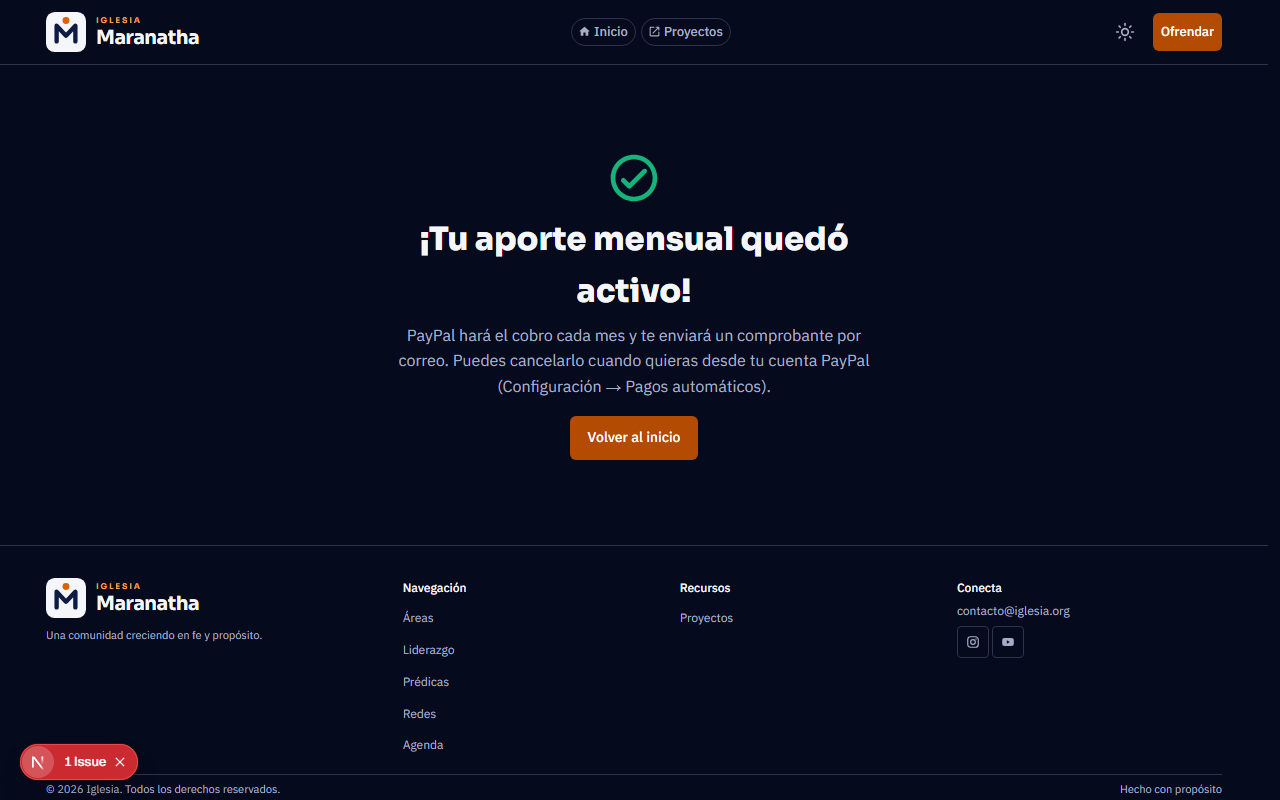 IGLESIA
Maranatha
Inicio
Proyectos
Ofrendar
¡Tu aporte mensual quedó
activo!
PayPal hará el cobro cada mes y te enviará un comprobante por
correo. Puedes cancelarlo cuando quieras desde tu cuenta PayPal
(Configuración → Pagos automáticos).
Volver al inicio
IGLESIA
Maranatha
Una comunidad creciendo en fe y propósito.
Navegación
Áreas
Liderazgo
Prédicas
Redes
Agenda
Recursos
Proyectos
Conecta
contacto@iglesia.org
N
1 Issue
© 2026 Iglesia. Todos los derechos reservados.
Hecho con propósito